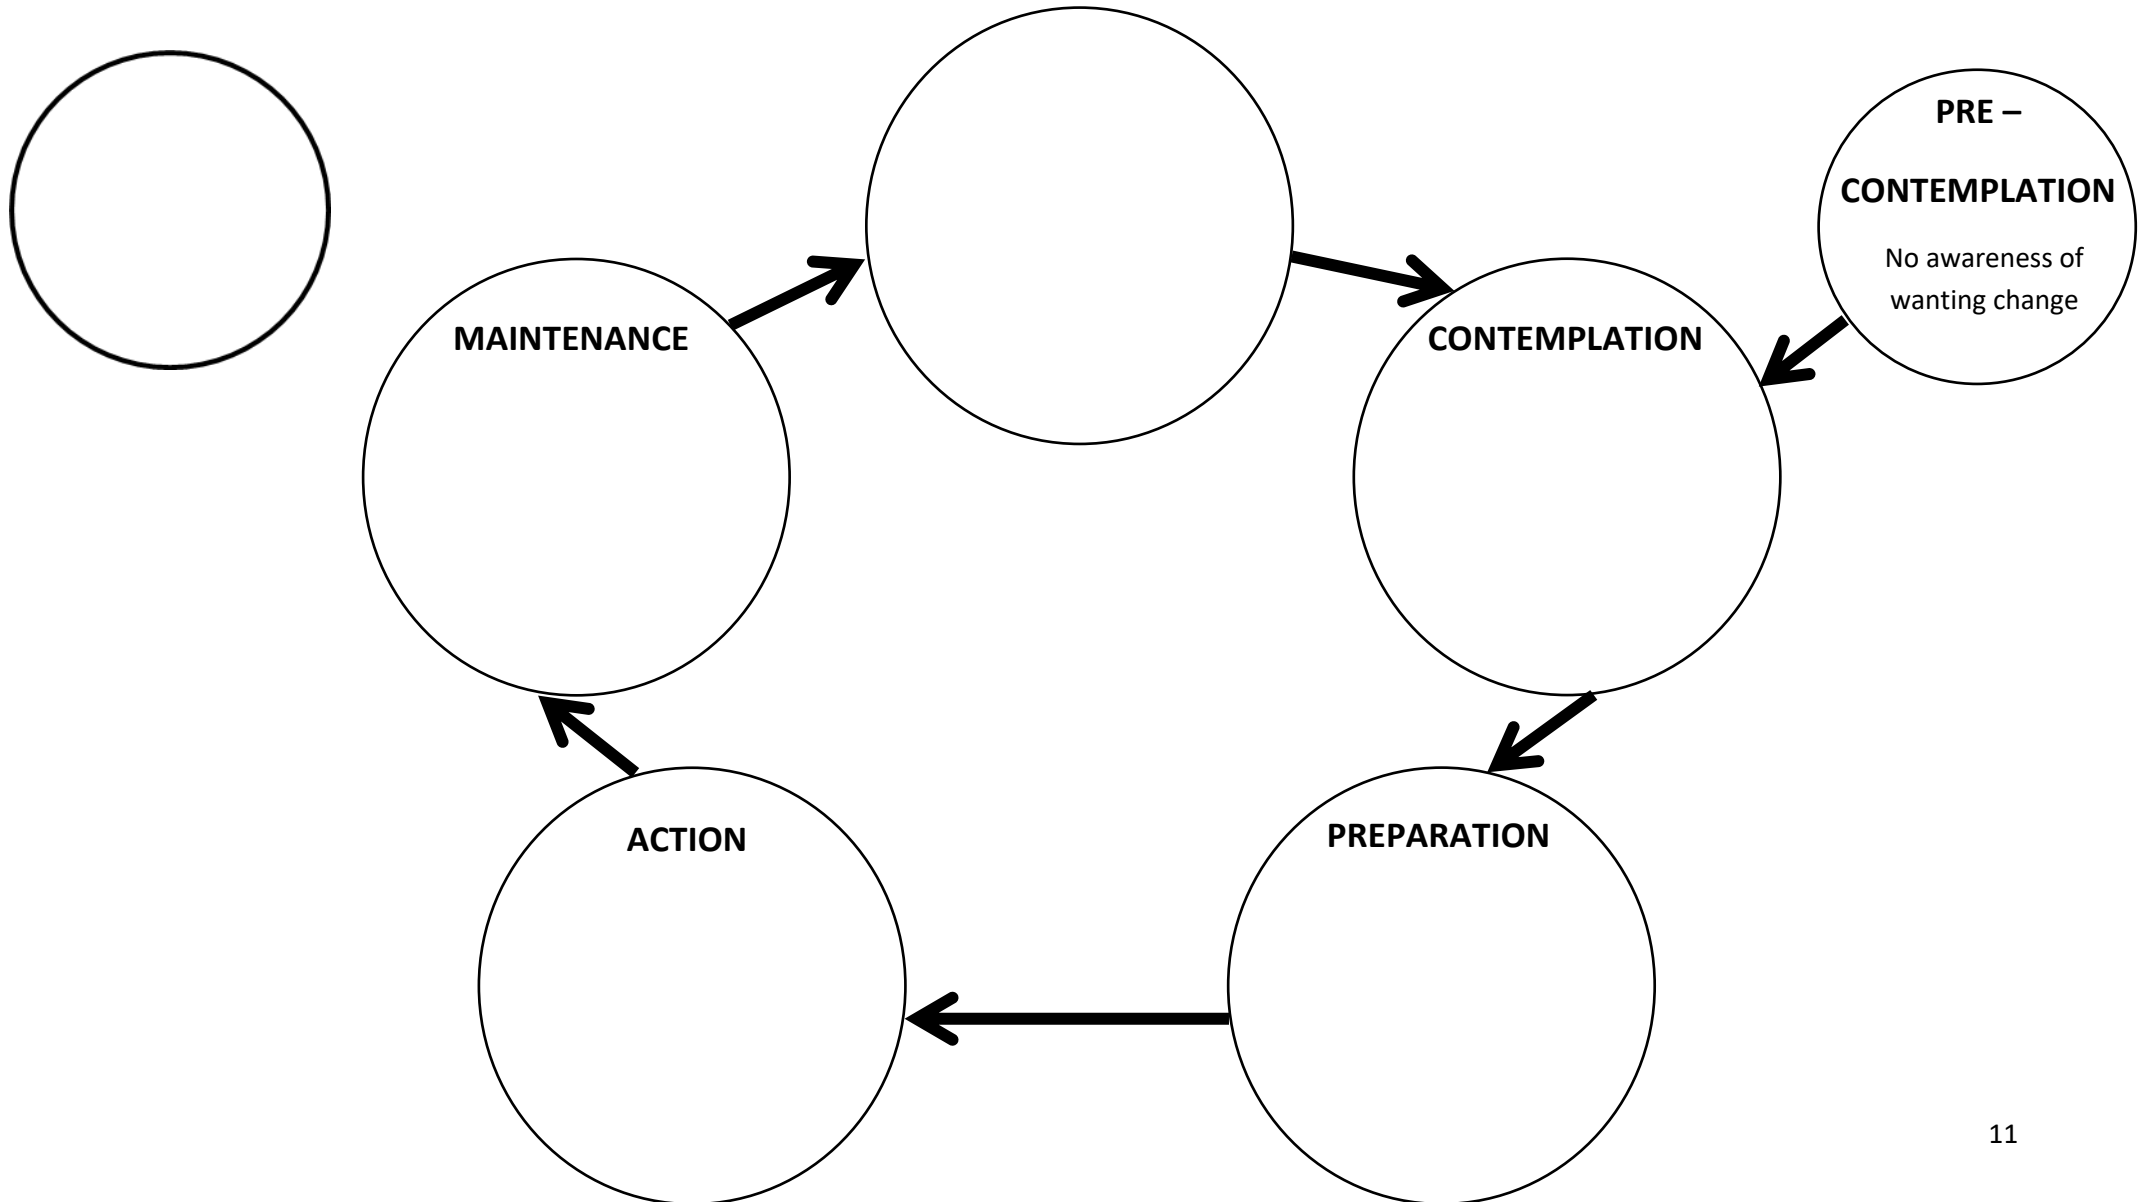 PRE –
CONTEMPLATION
No awareness of
wanting change
MAINTENANCE
CONTEMPLATION
ACTION
PREPARATION
11